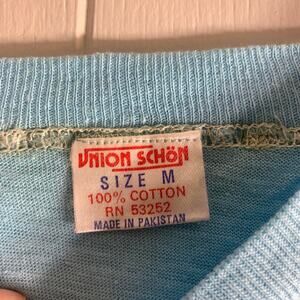 UNION SCHÖN
SIZE M
100% COTTON
RN 53252
MADE IN PAKISTAN